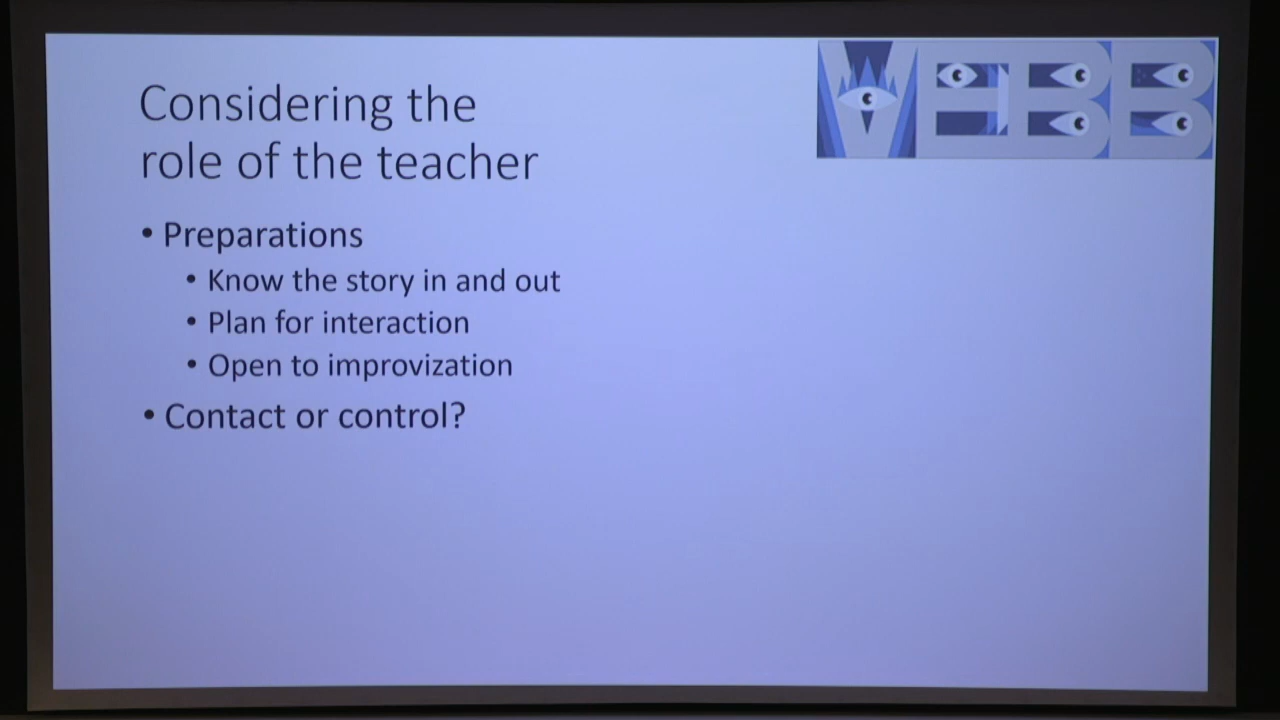 Considering the
role of the teacher
• Preparations
• Know the story in and out
• Plan for interaction
• Open to improvization
• Contact or control?
WEBB